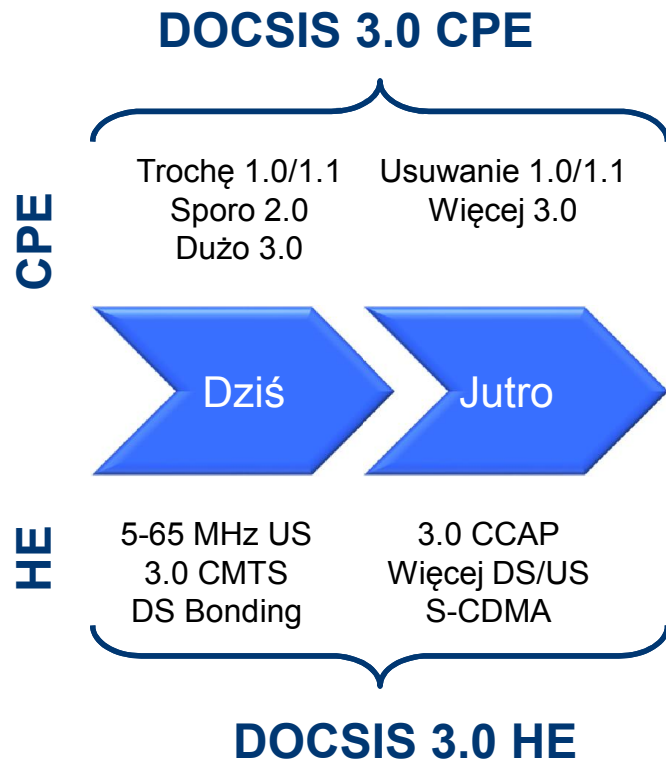 DOCSIS 3.0 CPE
CPE
Trochę 1.0/1.1
Sporo 2.0
Dużo 3.0
Usuwanie 1.0/1.1
Więcej 3.0
Dziś
Jutro
HE
5-65 MHz US
3.0 CMTS
DS Bonding
3.0 CCAP
Więcej DS/US
S-CDMA
DOCSIS 3.0 HE